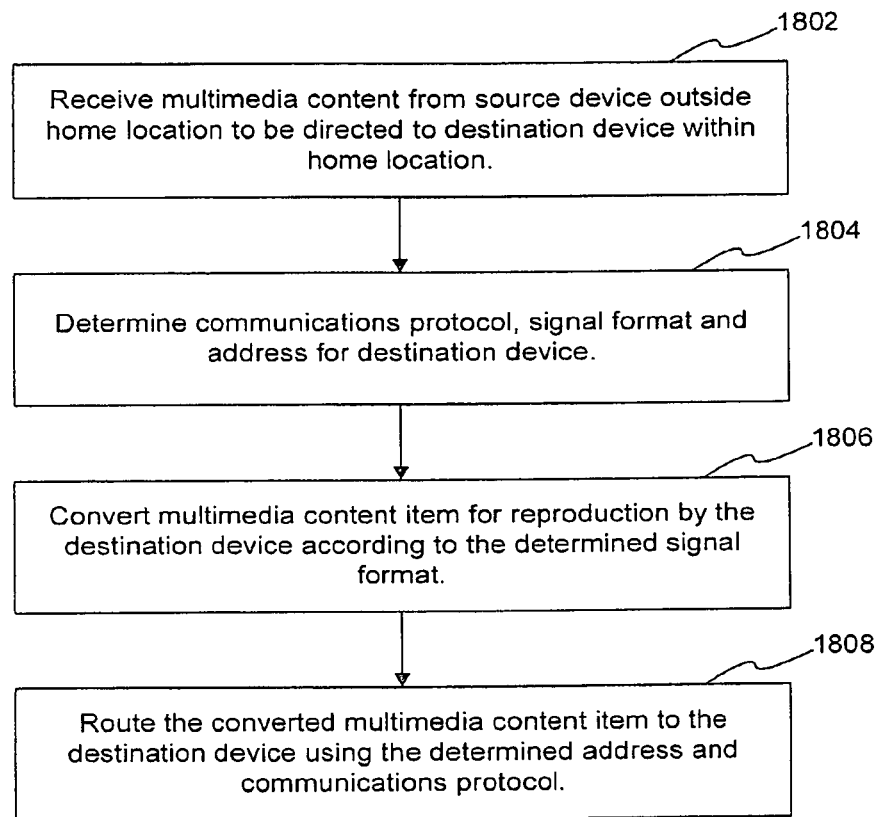 1802
Receive multimedia content from source device outside
home location to be directed to destination device within
home location.
1804
Determine communications protocol, signal format and
address for destination device.
1806
Convert multimedia content item for reproduction by the
destination device according to the determined signal
format.
1808
Route the converted multimedia content item to the
destination device using the determined address and
communications protocol.